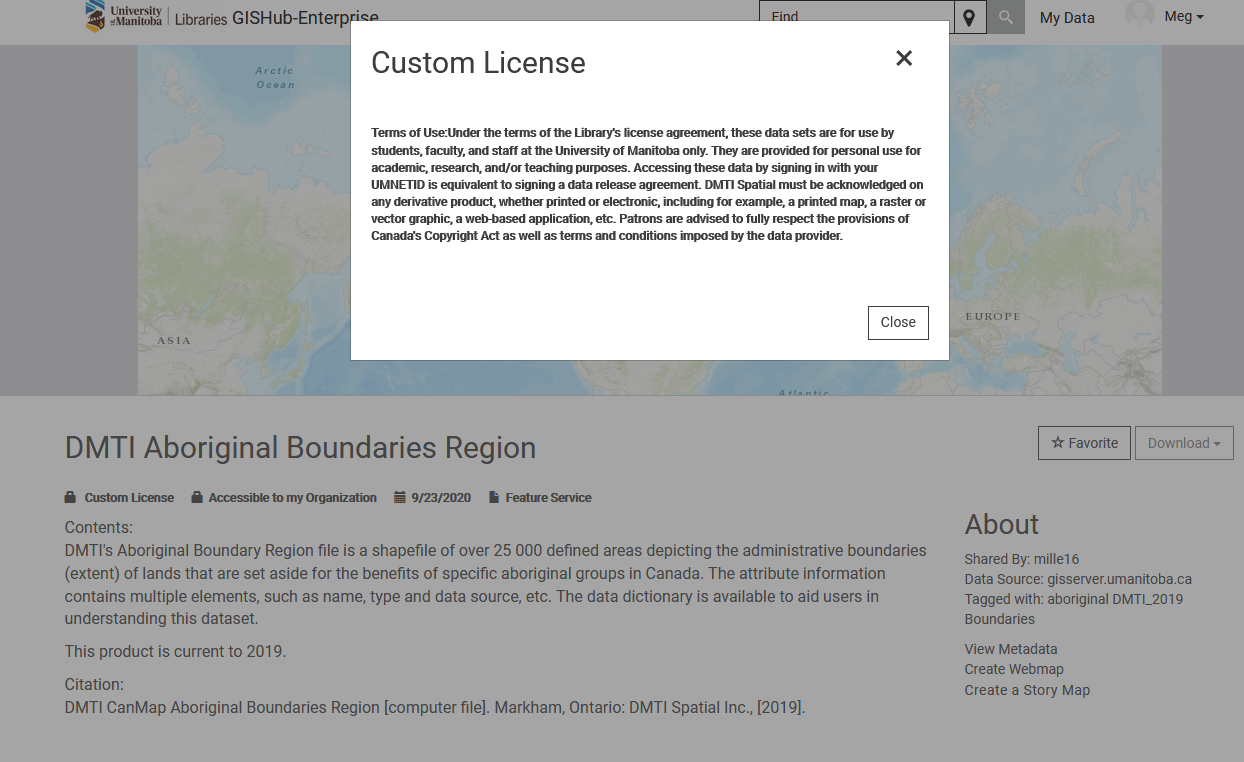 University of Manitoba Libraries GISHub-Enterprise
Find
My Data
Meg
Custom License
Terms of Use:Under the terms of the Library's license agreement, these data sets are for use by
students, faculty, and staff at the University of Manitoba only. They are provided for personal use for
academic, research, and/or teaching purposes. Accessing these data by signing in with your
UMNETID is equivalent to signing a data release agreement. DMTI Spatial must be acknowledged on
any derivative product, whether printed or electronic, including for example, a printed map, a raster or
vector graphic, a web-based application, etc. Patrons are advised to fully respect the provisions of
Canada's Copyright Act as well as terms and conditions imposed by the data provider.
Close
Arctic
Ocean
ASIA
EUROPE
Atlantic
DMTI Aboriginal Boundaries Region
Favorite
Download
Custom License Accessible to my Organization 9/23/2020 Feature Service
Contents:
DMTI's Aboriginal Boundary Region file is a shapefile of over 25 000 defined areas depicting the administrative boundaries
(extent) of lands that are set aside for the benefits of specific aboriginal groups in Canada. The attribute information
contains multiple elements, such as name, type and data source, etc. The data dictionary is available to aid users in
understanding this dataset.
This product is current to 2019.
Citation:
DMTI CanMap Aboriginal Boundaries Region [computer file]. Markham, Ontario: DMTI Spatial Inc., [2019].
About
Shared By: mille16
Data Source: gisserver.umanitoba.ca
Tagged with: aboriginal DMTI_2019
Boundaries
View Metadata
Create Webmap
Create a Story Map